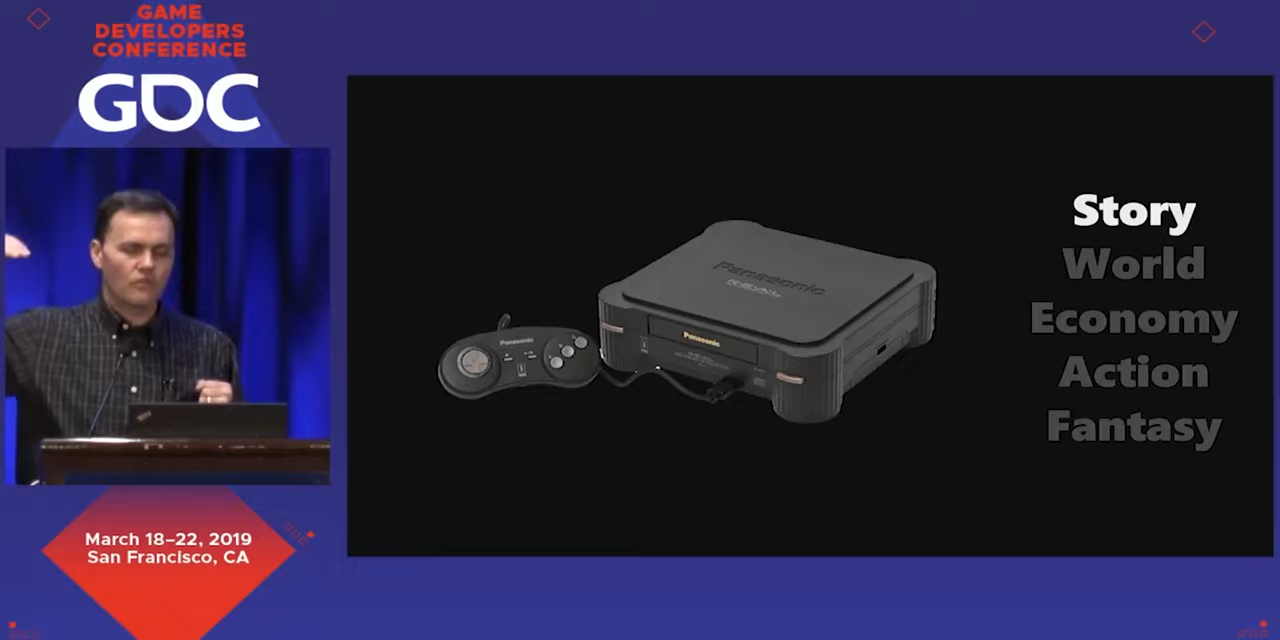 GAME
DEVELOPERS
CONFERENCE
GDC
March 18–22, 2019
San Francisco, CA
Panasonic
REAL
Panasonic
Panasonic
Story
World
Economy
Action
Fantasy